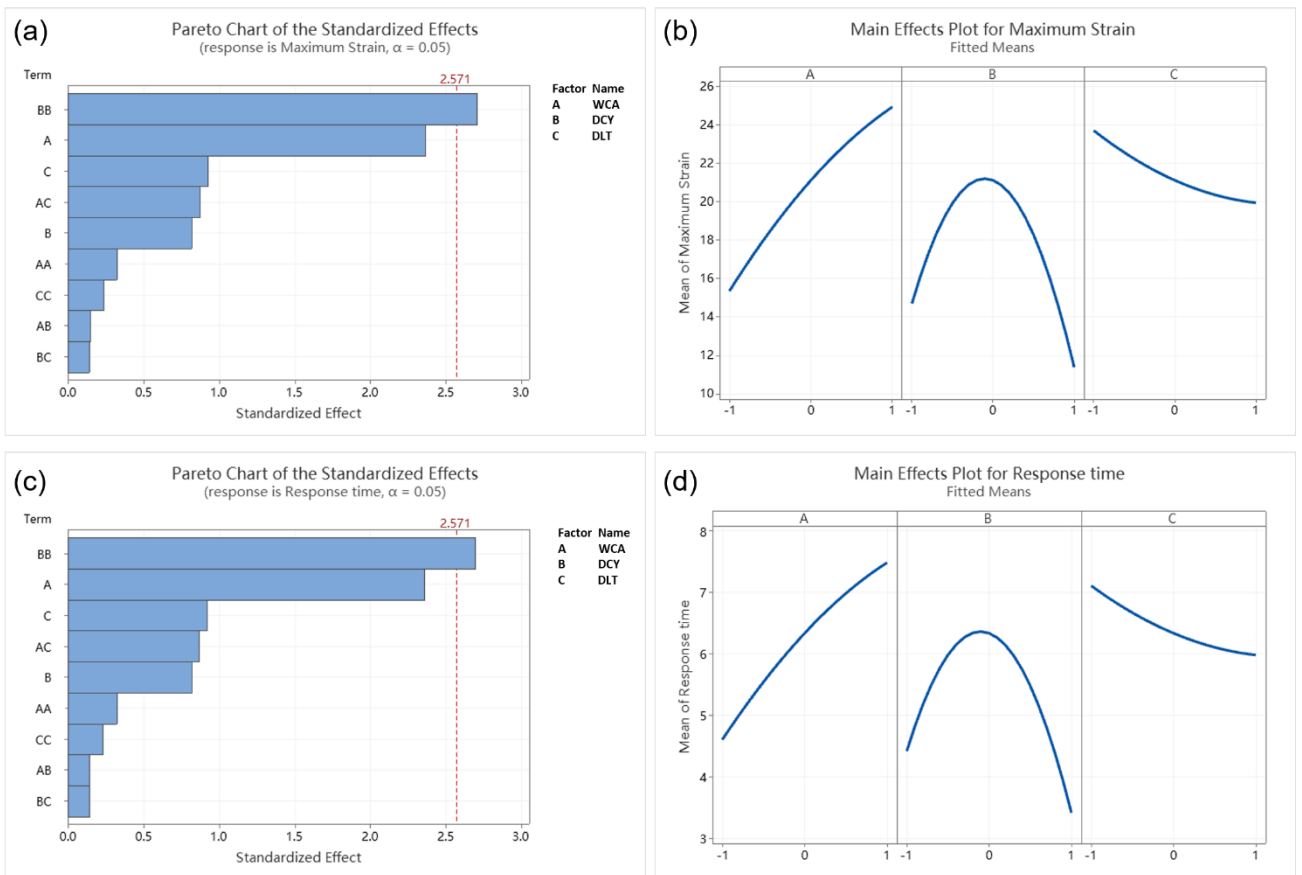 (a)
Pareto Chart of the Standardized Effects
(response is Maximum Strain, α = 0.05)
Term
2.571
BB
A
C
AC
B
AA
CC
AB
BC
0.0 0.5 1.0 1.5 2.0 2.5 3.0
Standardized Effect
Factor Name
A WCA
B DCY
C DLT
(b)
Main Effects Plot for Maximum Strain
Fitted Means
A B C
Mean of Maximum Strain
26
24
22
20
18
16
14
12
10
-1 0 1 -1 0 1 -1 0 1
(c)
Pareto Chart of the Standardized Effects
(response is Response time, α = 0.05)
Term
2.571
BB
A
C
AC
B
AA
CC
AB
BC
0.0 0.5 1.0 1.5 2.0 2.5 3.0
Standardized Effect
Factor Name
A WCA
B DCY
C DLT
(d)
Main Effects Plot for Response time
Fitted Means
A B C
Mean of Response time
8
7
6
5
4
3
-1 0 1 -1 0 1 -1 0 1